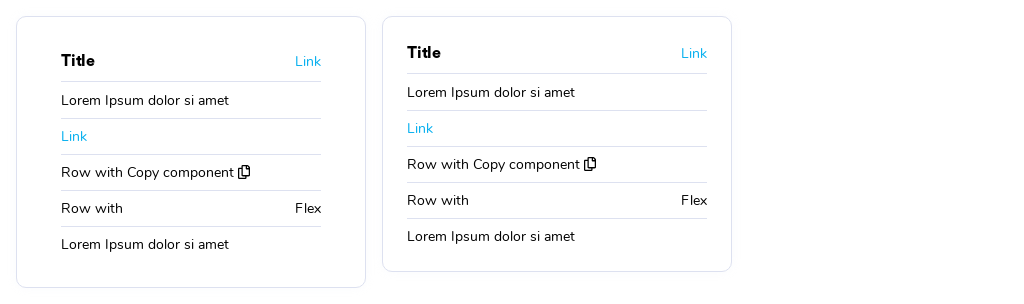 Title Link
Lorem Ipsum dolor si amet
Link
Row with Copy component
Row with Flex
Lorem Ipsum dolor si amet
Title Link
Lorem Ipsum dolor si amet
Link
Row with Copy component
Row with Flex
Lorem Ipsum dolor si amet